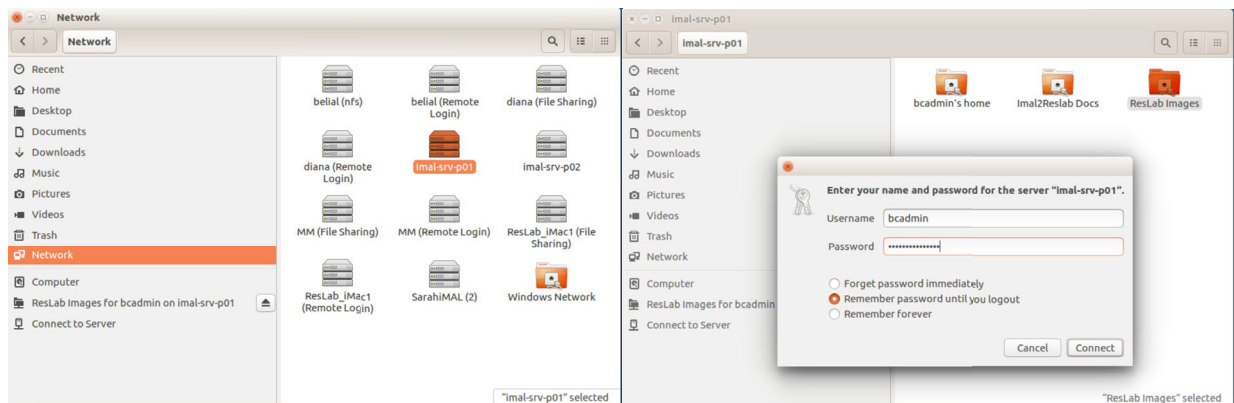 Network
Network
Recent
Home
Desktop
Documents
Downloads
Music
Pictures
Videos
Trash
Network
Computer
ResLab Images for bcadmin on imal-srv-p01
Connect to Server
belial (nfs)
belial (Remote
Login)
diana (File Sharing)
diana (Remote
Login)
imal-srv-p01
imal-srv-p02
MM (File Sharing)
MM (Remote Login)
ResLab_iMac1 (File
Sharing)
ResLab_iMac1
(Remote Login)
SarahiMAL (2)
Windows Network
"imal-srv-p01" selected
imal-srv-p01
imal-srv-p01
Recent
Home
Desktop
Documents
Downloads
Music
Pictures
Videos
Trash
Network
Computer
ResLab Images for bcadmin
Connect to Server
bcadmin's home
Imal2Reslab Docs
ResLab Images
Enter your name and password for the server “imal-srv-p01”.
Username bcadmin
Password •••••••••••••••
Forget password immediately
Remember password until you logout
Remember forever
Cancel Connect
"ResLab Images" selected